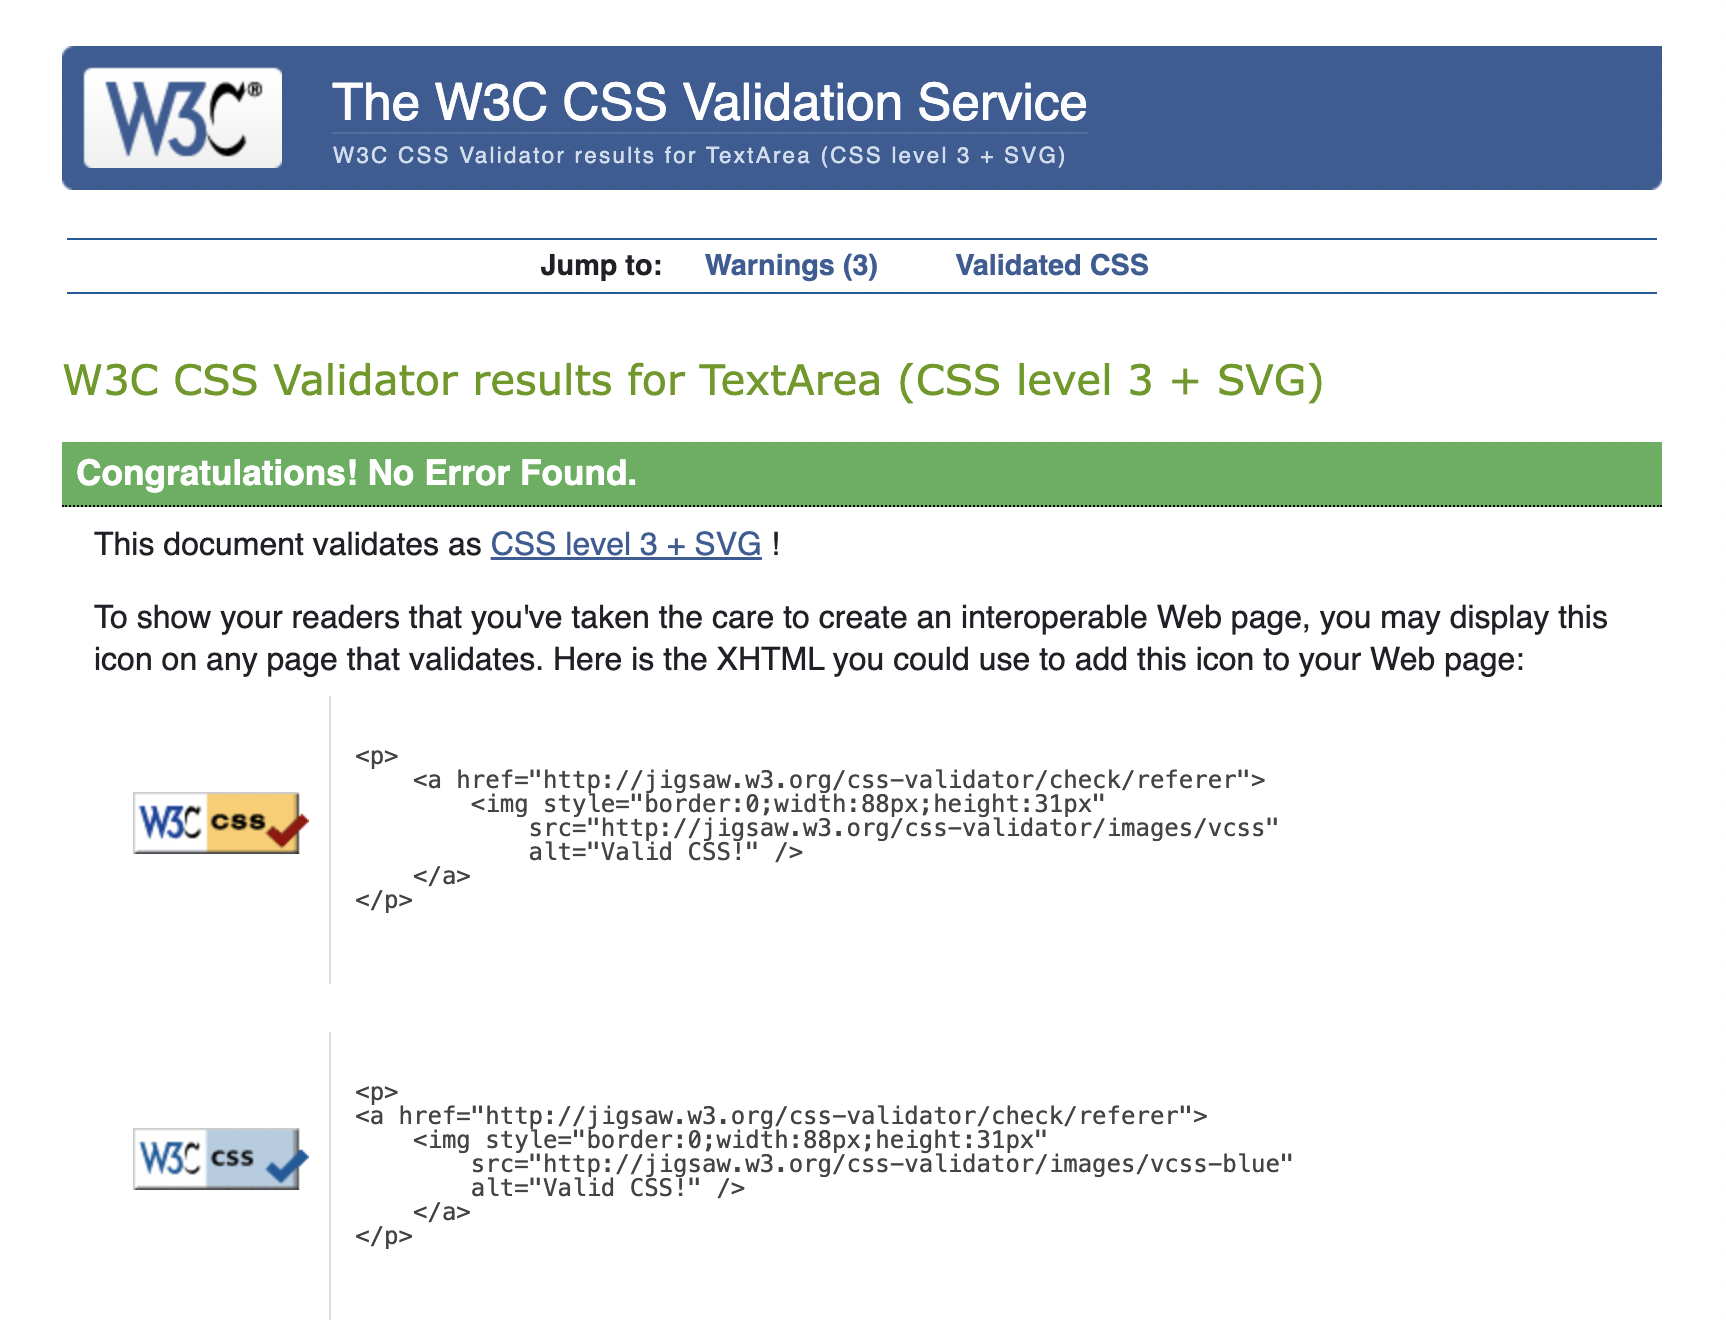 W3C®
The W3C CSS Validation Service
W3C CSS Validator results for TextArea (CSS level 3 + SVG)
Jump to: Warnings (3) Validated CSS
W3C CSS Validator results for TextArea (CSS level 3 + SVG)
Congratulations! No Error Found.
This document validates as CSS level 3 + SVG !
To show your readers that you've taken the care to create an interoperable Web page, you may display this
icon on any page that validates. Here is the XHTML you could use to add this icon to your Web page:
W3C css
<p>
    <a href="http://jigsaw.w3.org/css-validator/check/referer">
        <img style="border:0;width:88px;height:31px"
            src="http://jigsaw.w3.org/css-validator/images/vcss"
            alt="Valid CSS!" />
    </a>
</p>
W3C css
<p>
<a href="http://jigsaw.w3.org/css-validator/check/referer">
    <img style="border:0;width:88px;height:31px"
        src="http://jigsaw.w3.org/css-validator/images/vcss-blue"
        alt="Valid CSS!" />
    </a>
</p>